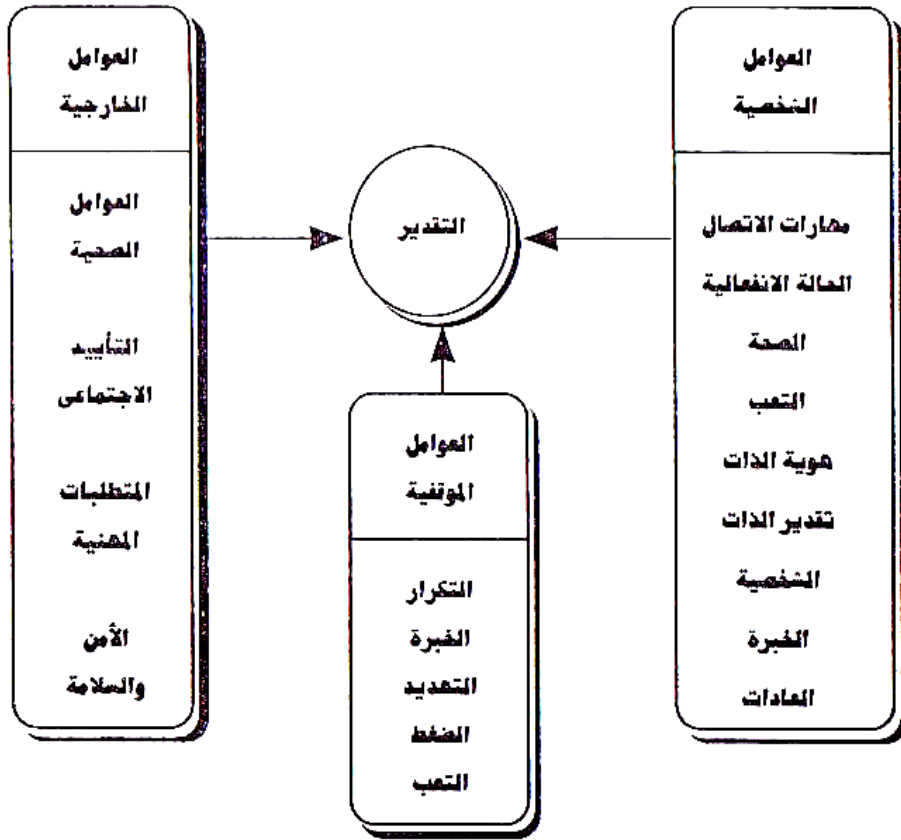 العوامل
الشخصية
مهارات الاتصال
الحالة الانفعالية
الصحة
التعب
هوية الذات
تقدير الذات
الشخصية
الخبرة
العادات
التقدير
العوامل
الموقفية
التكرار
الخبرة
التهديد
الضغط
التعب
العوامل
الخارجية
العوامل
الصحية
التأييد
الاجتماعى
المتطلبات
المهنية
الأمن
والسلامة